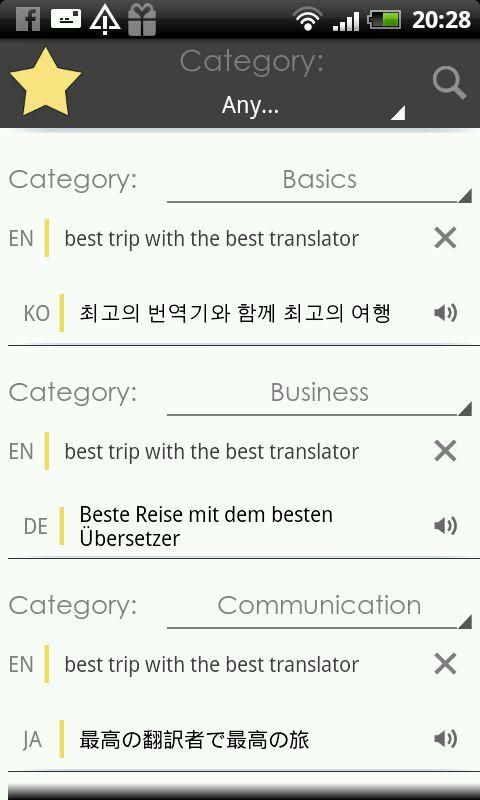 20:28
Category:
Any...
Category:
Basics
EN
best trip with the best translator
KO
최고의 번역기와 함께 최고의 여행
Category:
Business
EN
best trip with the best translator
DE
Beste Reise mit dem besten
Übersetzer
Category:
Communication
EN
best trip with the best translator
JA
最高の翻訳者で最高の旅